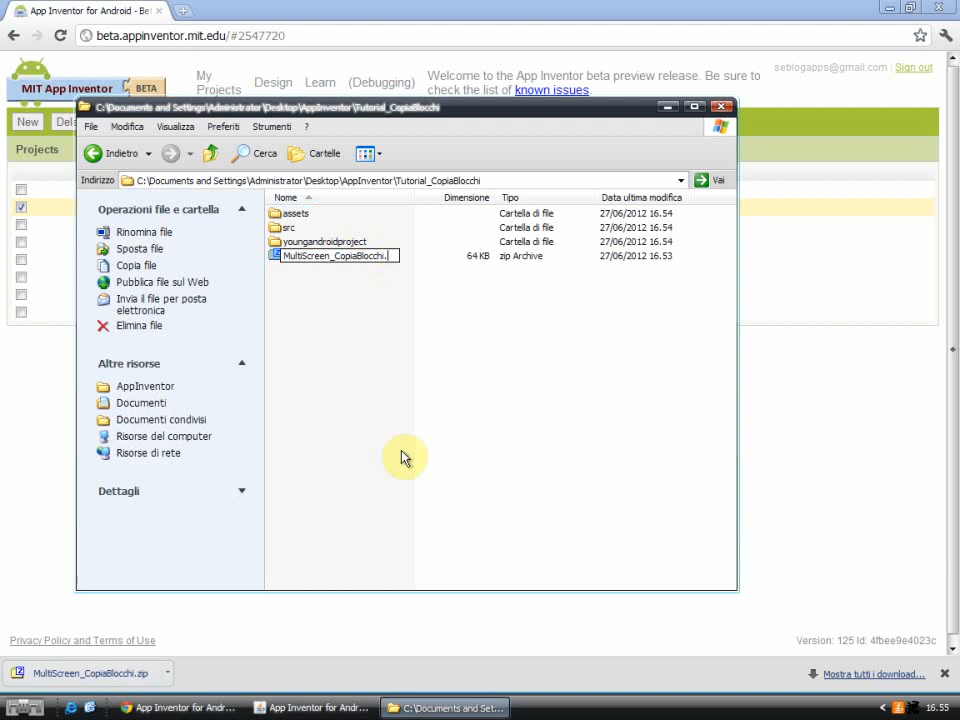 App Inventor for Android - Bet
beta.appinventor.mit.edu/#2547720
MIT App Inventor BETA
My Projects Design Learn (Debugging)
Welcome to the App Inventor beta preview release. Be sure to check the list of known issues.
seblogapps@gmail.com | Sign out
New Del
Projects
C:\Documents and Settings\Administrator\Desktop\AppInventor\Tutorial_CopiaBlocchi
File Modifica Visualizza Preferiti Strumenti ?
Indietro Cerca Cartelle
Indirizzo C:\Documents and Settings\Administrator\Desktop\AppInventor\Tutorial_CopiaBlocchi Vai
Operazioni file e cartella
Rinomina file
Sposta file
Copia file
Pubblica file sul Web
Invia il file per posta
elettronica
Elimina file
Altre risorse
AppInventor
Documenti
Documenti condivisi
Risorse del computer
Risorse di rete
Dettagli
Nome Dimensione Tipo Data ultima modifica
assets Cartella di file 27/06/2012 16.54
src Cartella di file 27/06/2012 16.54
youngandroidproject Cartella di file 27/06/2012 16.54
MultiScreen_CopiaBlocchi. 64 KB zip Archive 27/06/2012 16.53
Privacy Policy and Terms of Use
Version: 125 Id: 4fbee9e4023c
MultiScreen_CopiaBlocchi.zip
Mostra tutti i download...
App Inventor for Andr... App Inventor for Andr... C:\Documents and Set... 16.55